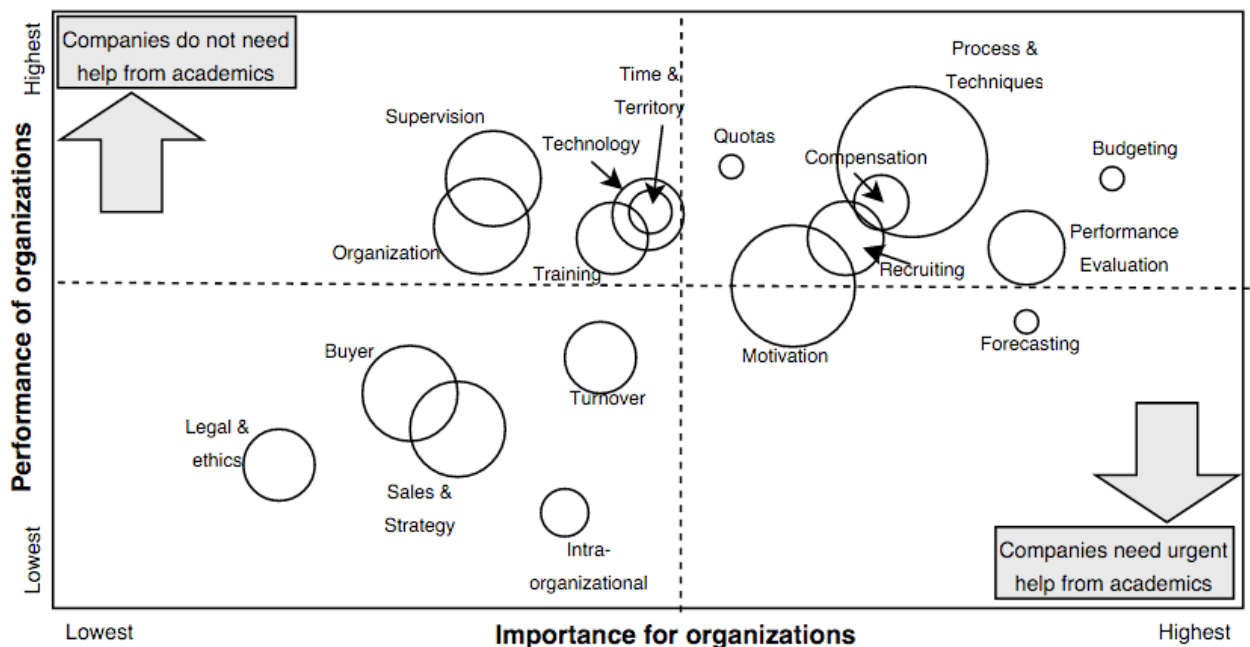 Highest
Companies do not need
help from academics
Process &
Techniques
Time &
Territory
Supervision
Technology
Quotas
Compensation
Budgeting
Performance of organizations
Organization
Training
Recruiting
Performance
Evaluation
Buyer
Turnover
Motivation
Forecasting
Legal &
ethics
Sales &
Strategy
Intra-
organizational
Companies need urgent
help from academics
Lowest
Lowest
Importance for organizations
Highest